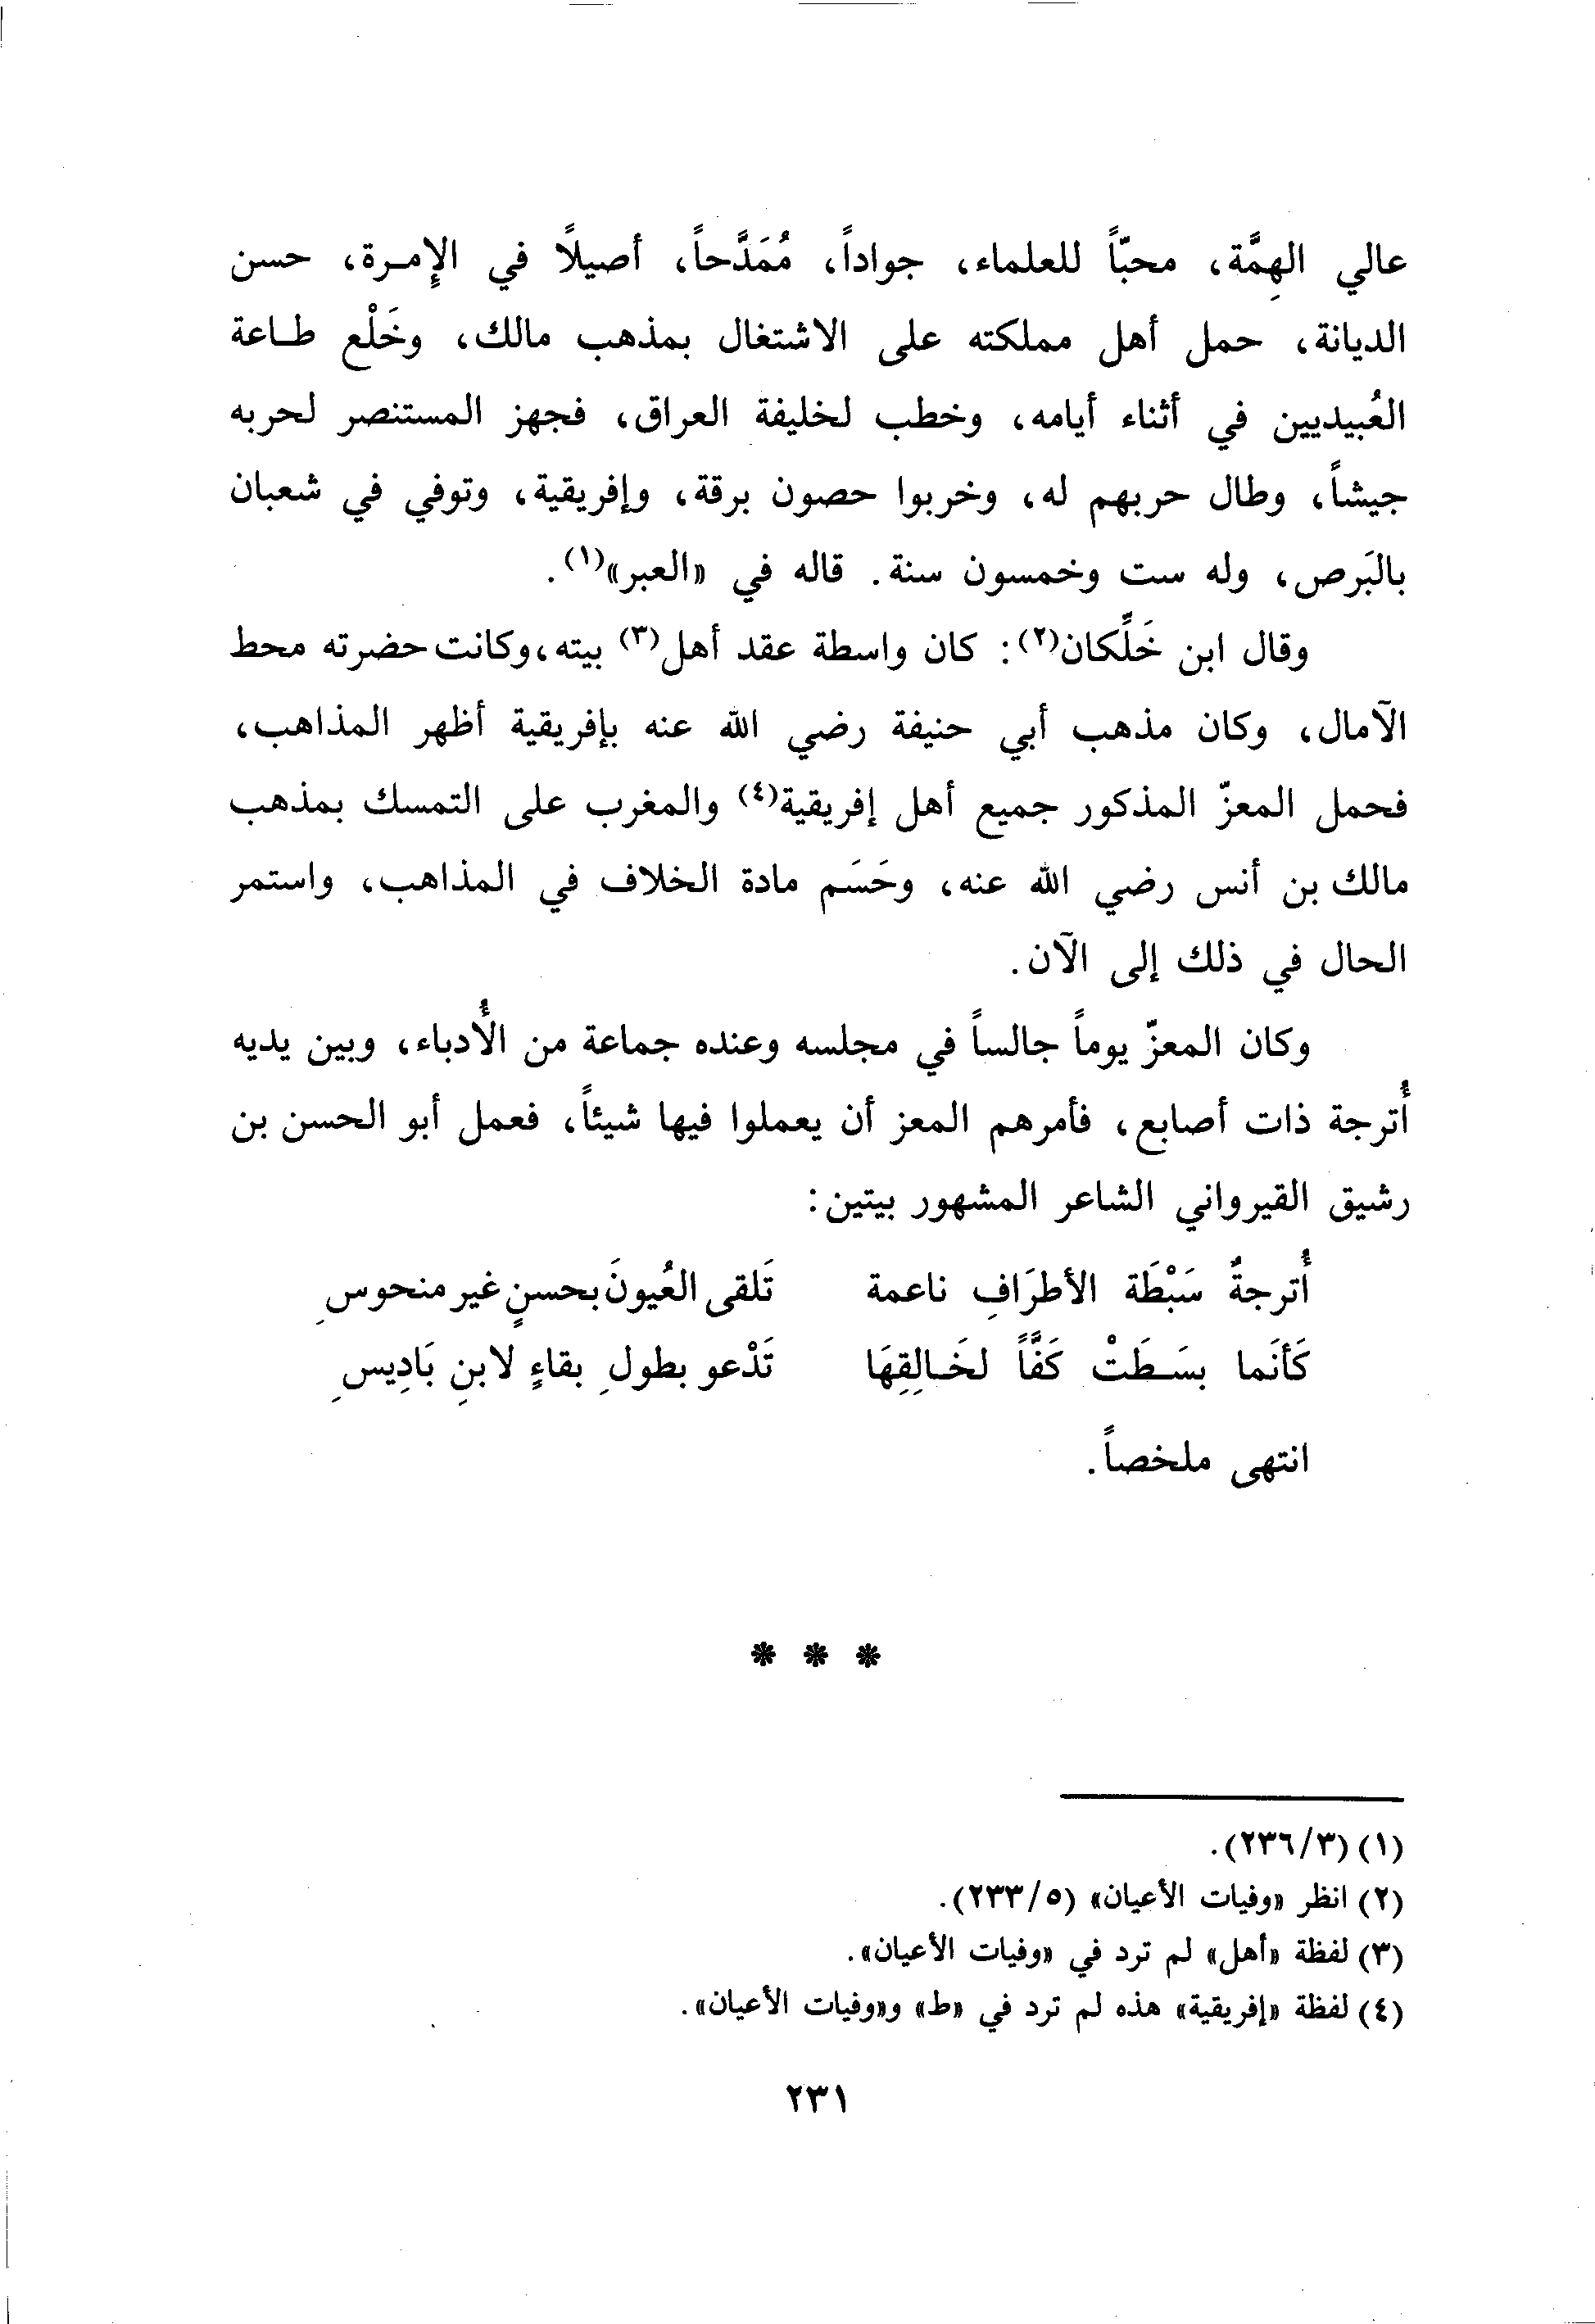 عالي الهِمَّة، محبّاً للعلماء، جواداً، مُمَدَّحاً، أصيلاً في الإِمـرة، حسن
الديانة، حمل أهل مملكته على الاشتغال بمذهب مالك، وخَلْع طـاعة
العُبيديين في أثناء أيامه، وخطب لخليفة العراق، فجهز المستنصر لحربه
جيشاً، وطال حربهم له، وخربوا حصون برقة، وإفريقية، وتوفي في شعبان
بالبَرص، وله ست وخمسون سنة. قاله في «العبر»(١).
وقال ابن خَلِّكان(٢): كان واسطة عقد أهل(٣) بيته، وكانت حضرته محط
الآمال، وكان مذهب أبي حنيفة رضي الله عنه بإفريقية أظهر المذاهب،
فحمل المعزّ المذكور جميع أهل إفريقية(٤) والمغرب على التمسك بمذهب
مالك بن أنس رضي الله عنه، وحَسَم مادة الخلاف في المذاهب، واستمر
الحال في ذلك إلى الآن.
وكان المعزّ يوماً جالساً في مجلسه وعنده جماعة من الأُدباء، وبين يديه
أُترجة ذات أصابع، فأمرهم المعز أن يعملوا فيها شيئاً، فعمل أبو الحسن بن
رشيق القيرواني الشاعر المشهور بيتين:
أُترجةٌ سَبْطَة الأطرَافِ ناعمة تَلقى العُيونَ بحسنٍ غير منحوسِ
كَأنَما بسَـطَتْ كَفَّاً لخَـالِقِهَا تَدْعو بطولِ بقاءٍ لابنِ بَادِيسِ
انتهى ملخصاً.
* * *
(١) (٢٣٦/٣).
(٢) انظر «وفيات الأعيان» (٢٣٣/٥).
(٣) لفظة «أهل» لم ترد في «وفيات الأعيان».
(٤) لفظة «إفريقية» هذه لم ترد في «ط» و«وفيات الأعيان».
٢٣١